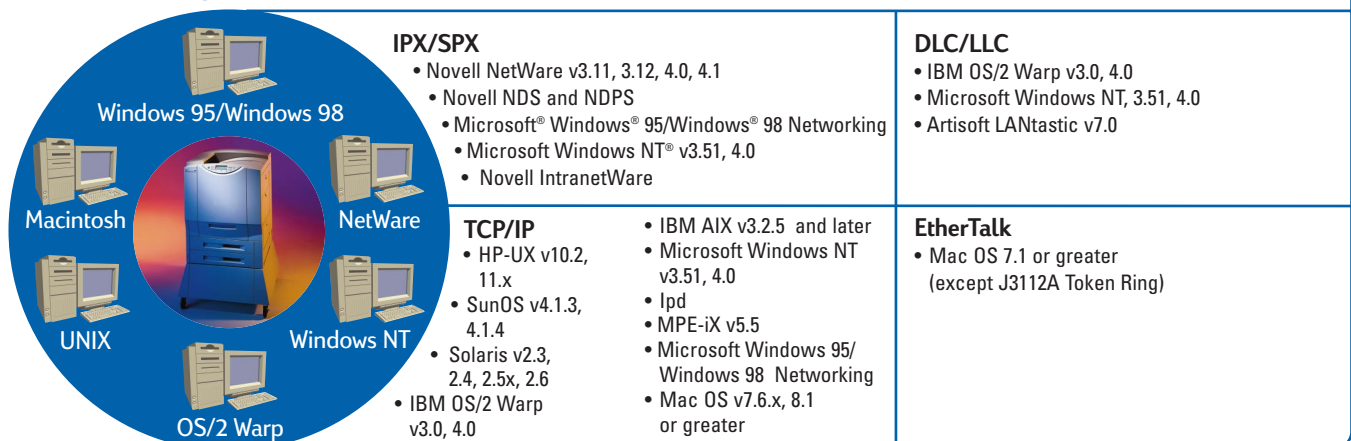 Windows 95/Windows 98
Macintosh
NetWare
UNIX
Windows NT
OS/2 Warp
IPX/SPX
• Novell NetWare v3.11, 3.12, 4.0, 4.1
• Novell NDS and NDPS
• Microsoft® Windows® 95/Windows® 98 Networking
• Microsoft Windows NT® v3.51, 4.0
• Novell IntranetWare
DLC/LLC
• IBM OS/2 Warp v3.0, 4.0
• Microsoft Windows NT, 3.51, 4.0
• Artisoft LANtastic v7.0
TCP/IP
• HP-UX v10.2,
11.x
• SunOS v4.1.3,
4.1.4
• Solaris v2.3,
2.4, 2.5x, 2.6
• IBM OS/2 Warp
v3.0, 4.0
• IBM AIX v3.2.5 and later
• Microsoft Windows NT
v3.51, 4.0
• lpd
• MPE-iX v5.5
• Microsoft Windows 95/
Windows 98 Networking
• Mac OS v7.6.x, 8.1
or greater
EtherTalk
• Mac OS 7.1 or greater
(except J3112A Token Ring)